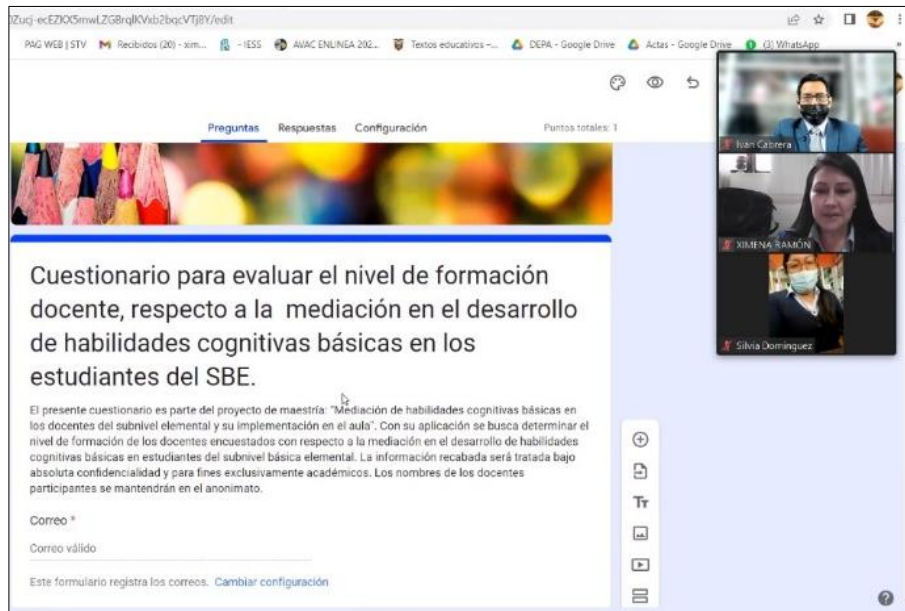 PAG WEB | STV
Recibidos (20) - xim...
- IESS
AVAC ENLINEA 202...
Textos educativos –...
DEPA - Google Drive
Actas - Google Drive
(3) WhatsApp
Preguntas
Respuestas
Configuración
Puntos totales: 1
Ivan Cabrera
XIMENA RAMÓN
Silvia Dominguez
Cuestionario para evaluar el nivel de formación
docente, respecto a la mediación en el desarrollo
de habilidades cognitivas básicas en los
estudiantes del SBE.
El presente cuestionario es parte del proyecto de maestría: "Mediación de habilidades cognitivas básicas en
los docentes del subnivel elemental y su implementación en el aula". Con su aplicación se busca determinar el
nivel de formación de los docentes encuestados con respecto a la mediación en el desarrollo de habilidades
cognitivas básicas en estudiantes del subnivel básica elemental. La información recabada será tratada bajo
absoluta confidencialidad y para fines exclusivamente académicos. Los nombres de los docentes
participantes se mantendrán en el anonimato.
Correo *
Correo válido
Este formulario registra los correos. Cambiar configuración
Tт